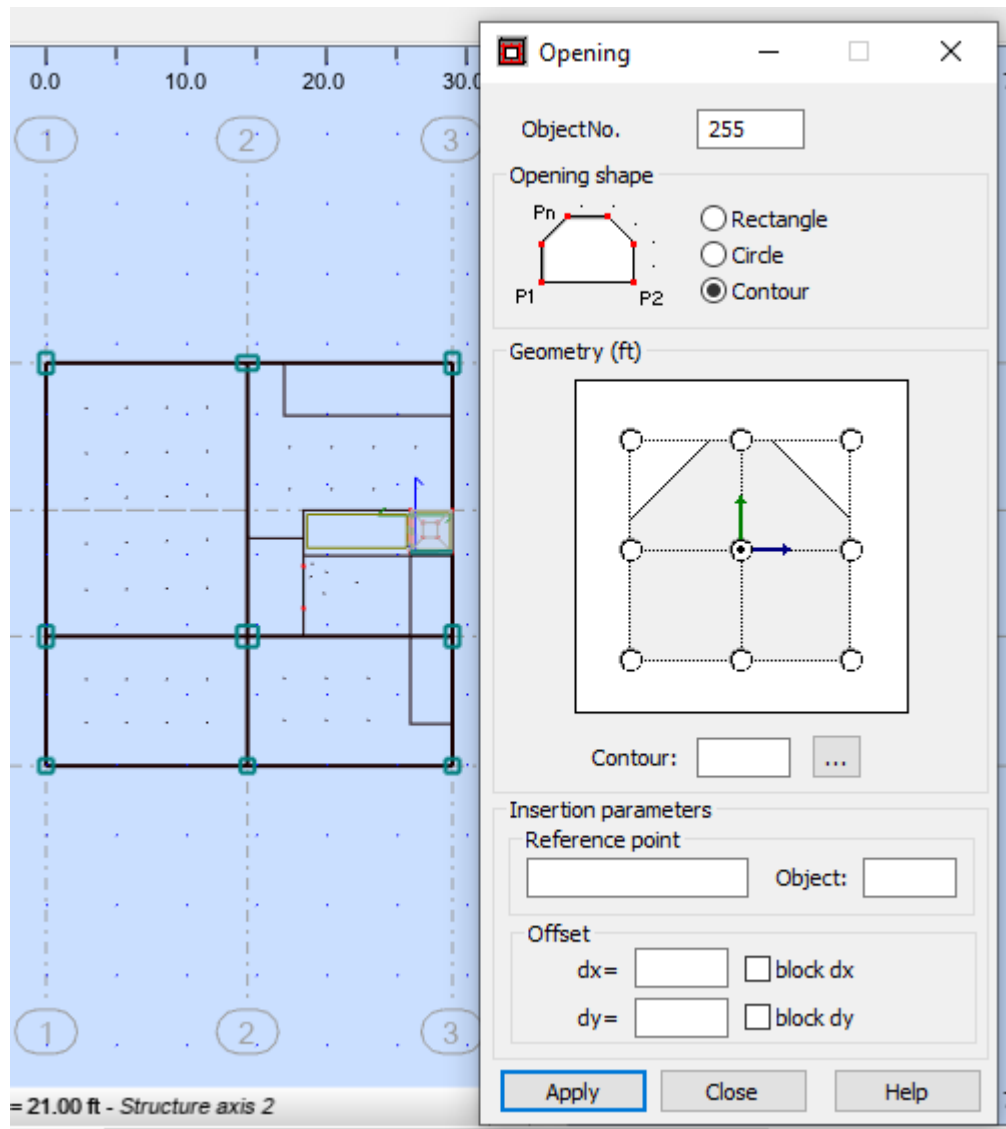 0.0 10.0 20.0 30.0
1 2 3
1 2 3
= 21.00 ft - Structure axis 2
Opening
ObjectNo. 255
Opening shape
Pn
P1 P2
Rectangle
Circle
Contour
Geometry (ft)
Contour: ...
Insertion parameters
Reference point
Object:
Offset
dx= block dx
dy= block dy
Apply Close Help